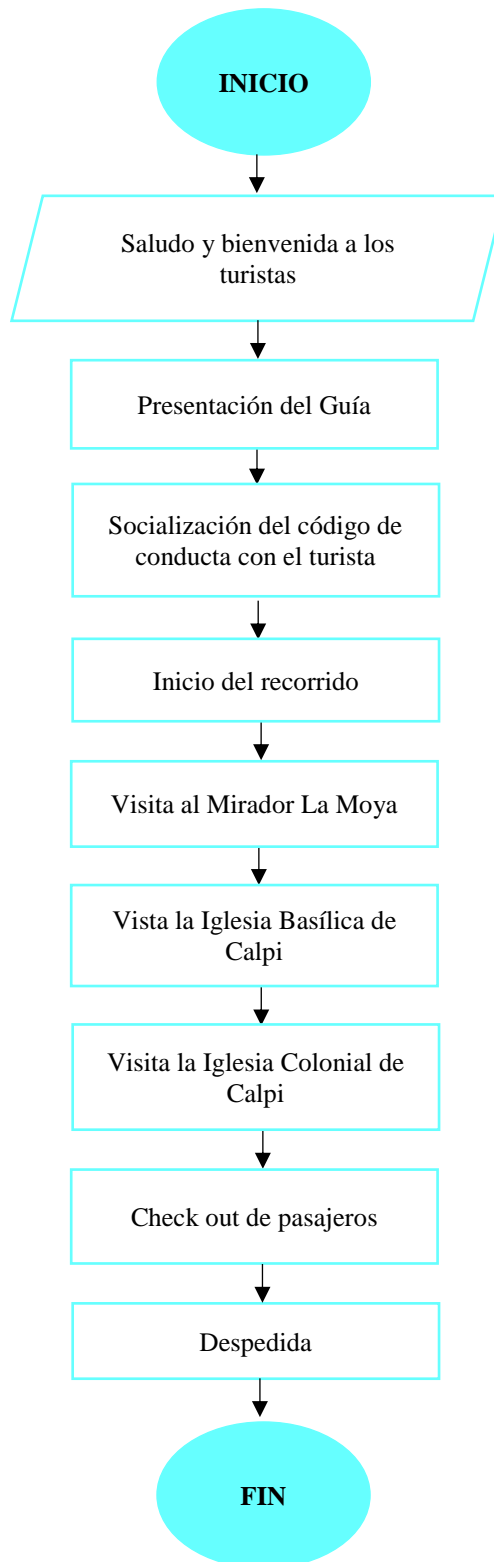 INICIO
Saludo y bienvenida a los
turistas
Presentación del Guía
Socialización del código de
conducta con el turista
Inicio del recorrido
Visita al Mirador La Moya
Vista la Iglesia Basílica de
Calpi
Visita la Iglesia Colonial de
Calpi
Check out de pasajeros
Despedida
FIN